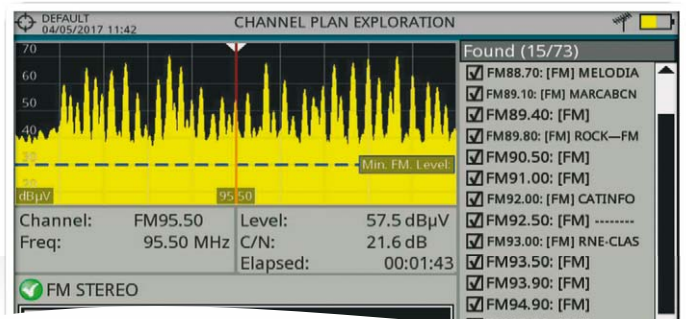 DEFAULT
04/05/2017 11:42
CHANNEL PLAN EXPLORATION
70
60
50
40
30
20
Min. FM. Level:
dBµV
95.50
Channel: FM95.50
Freq: 95.50 MHz
Level: 57.5 dBµV
C/N: 21.6 dB
Elapsed: 00:01:43
FM STEREO
Found (15/73)
FM88.70: [FM] MELODIA
FM89.10: [FM] MARCABCN
FM89.40: [FM]
FM89.80: [FM] ROCK—FM
FM90.50: [FM]
FM91.00: [FM]
FM92.00: [FM] CATINFO
FM92.50: [FM] --------
FM93.00: [FM] RNE-CLAS
FM93.50: [FM]
FM93.90: [FM]
FM94.90: [FM]